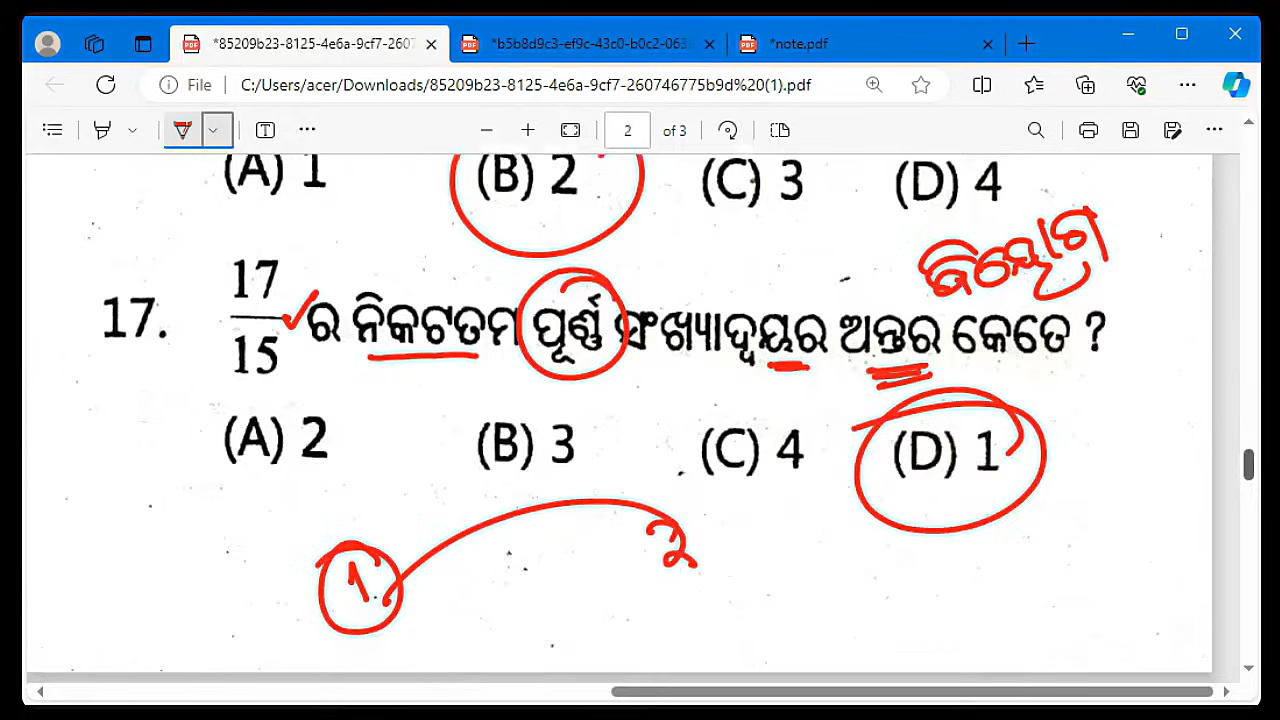 *85209b23-8125-4e6a-9cf7-2607
*b5b8d9c3-ef9c-43c0-b0c2-063
*note.pdf
File C:/Users/acer/Downloads/85209b23-8125-4e6a-9cf7-260746775b9d%20(1).pdf
2 of 3
(A) 1 (B) 2 (C) 3 (D) 4
ବିୟୋଗ
17. 17/15 ର ନିକଟତମ ପୂର୍ଣ୍ଣ ସଂଖ୍ୟାଦ୍ୱୟର ଅନ୍ତର କେତେ ?
(A) 2 (B) 3 (C) 4 (D) 1
1 2